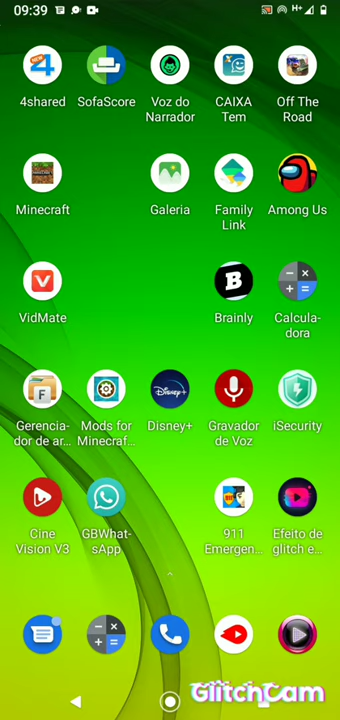 09:39
H+
4shared
SofaScore
Voz do
Narrador
CAIXA
Tem
Off The
Road
Minecraft
Galeria
Family
Link
Among Us
VidMate
Brainly
Calcula-
dora
Gerencia-
dor de ar...
Mods for
Minecraf...
Disney+
Gravador
de Voz
iSecurity
Cine
Vision V3
GBWhat-
sApp
911
Emergen...
Efeito de
glitch e...
GlitchCam